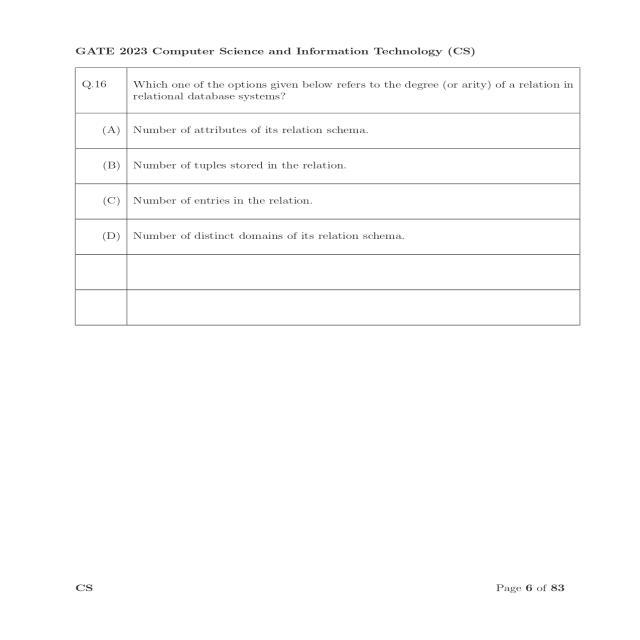 GATE 2023 Computer Science and Information Technology (CS)
Q.16 Which one of the options given below refers to the degree (or arity) of a relation in
relational database systems?
(A) Number of attributes of its relation schema.
(B) Number of tuples stored in the relation.
(C) Number of entries in the relation.
(D) Number of distinct domains of its relation schema.
CS Page 6 of 83